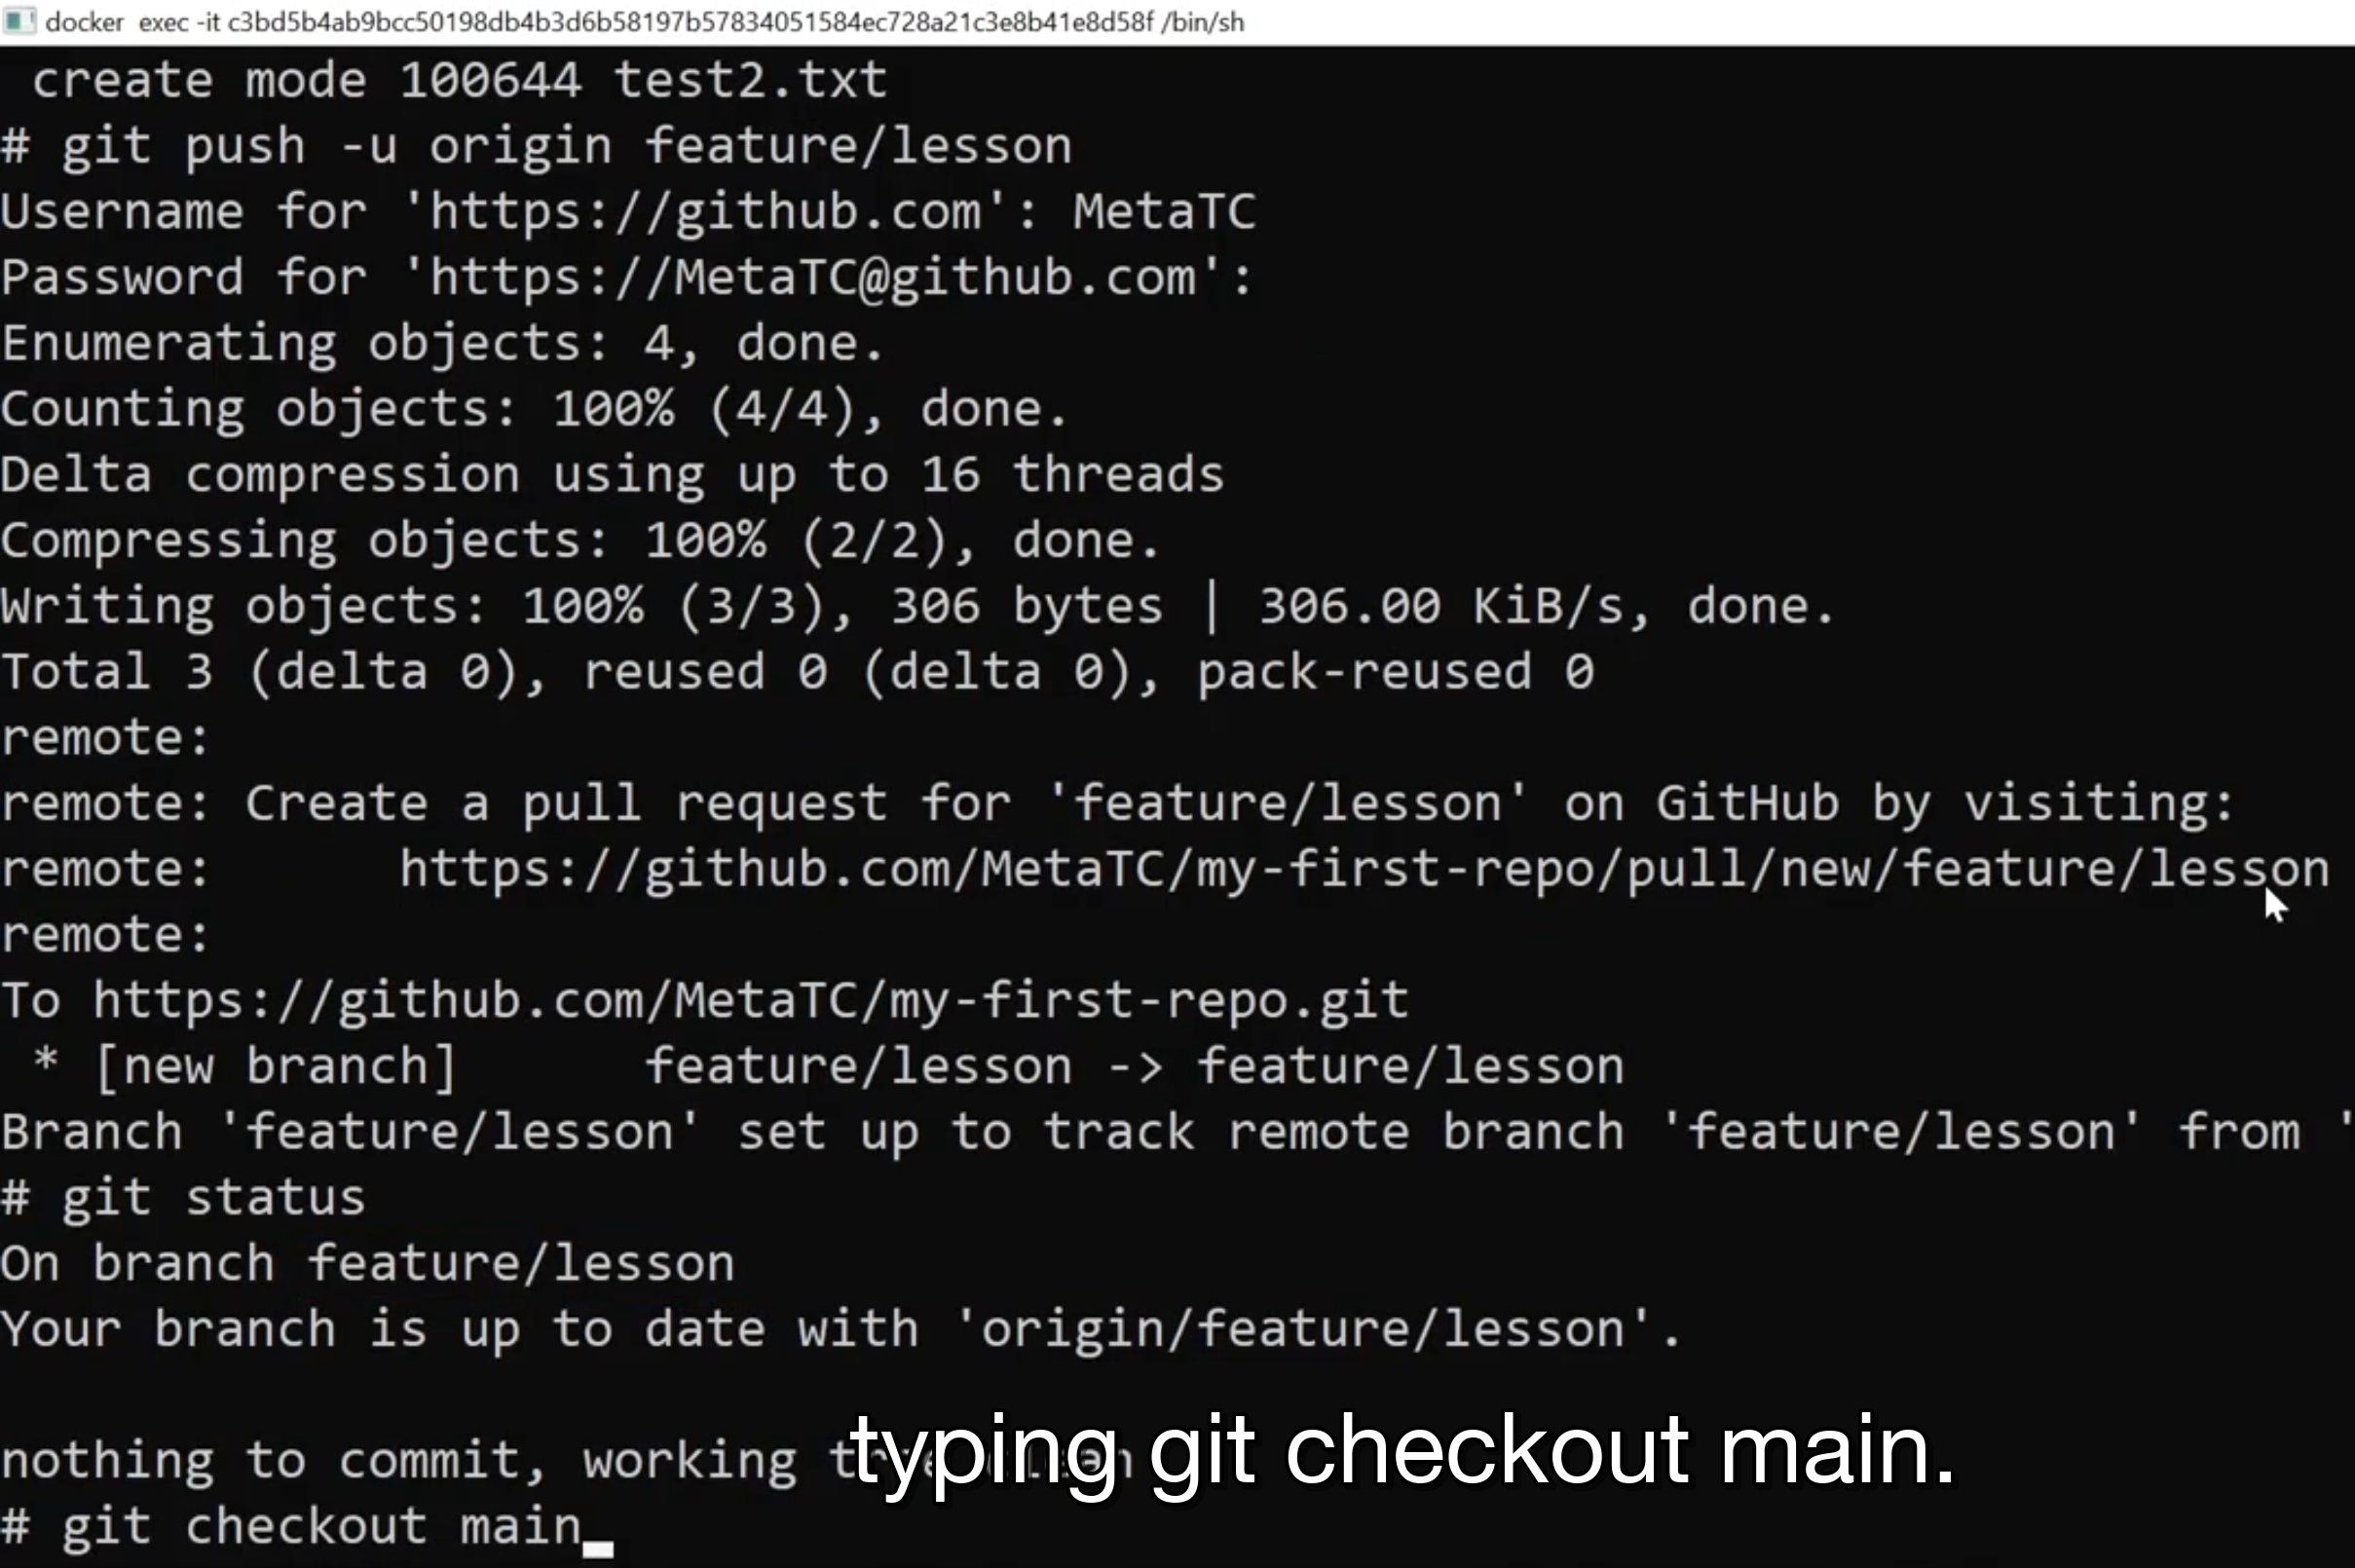 docker exec -it c3bd5b4ab9bcc50198db4b3d6b58197b57834051584ec728a21c3e8b41e8d58f /bin/sh
create mode 100644 test2.txt
# git push -u origin feature/lesson
Username for 'https://github.com': MetaTC
Password for 'https://MetaTC@github.com':
Enumerating objects: 4, done.
Counting objects: 100% (4/4), done.
Delta compression using up to 16 threads
Compressing objects: 100% (2/2), done.
Writing objects: 100% (3/3), 306 bytes | 306.00 KiB/s, done.
Total 3 (delta 0), reused 0 (delta 0), pack-reused 0
remote:
remote: Create a pull request for 'feature/lesson' on GitHub by visiting:
remote:      https://github.com/MetaTC/my-first-repo/pull/new/feature/lesson
remote:
To https://github.com/MetaTC/my-first-repo.git
 * [new branch]      feature/lesson -> feature/lesson
Branch 'feature/lesson' set up to track remote branch 'feature/lesson' from '
# git status
On branch feature/lesson
Your branch is up to date with 'origin/feature/lesson'.
nothing to commit, working
typing git checkout main.
# git checkout main